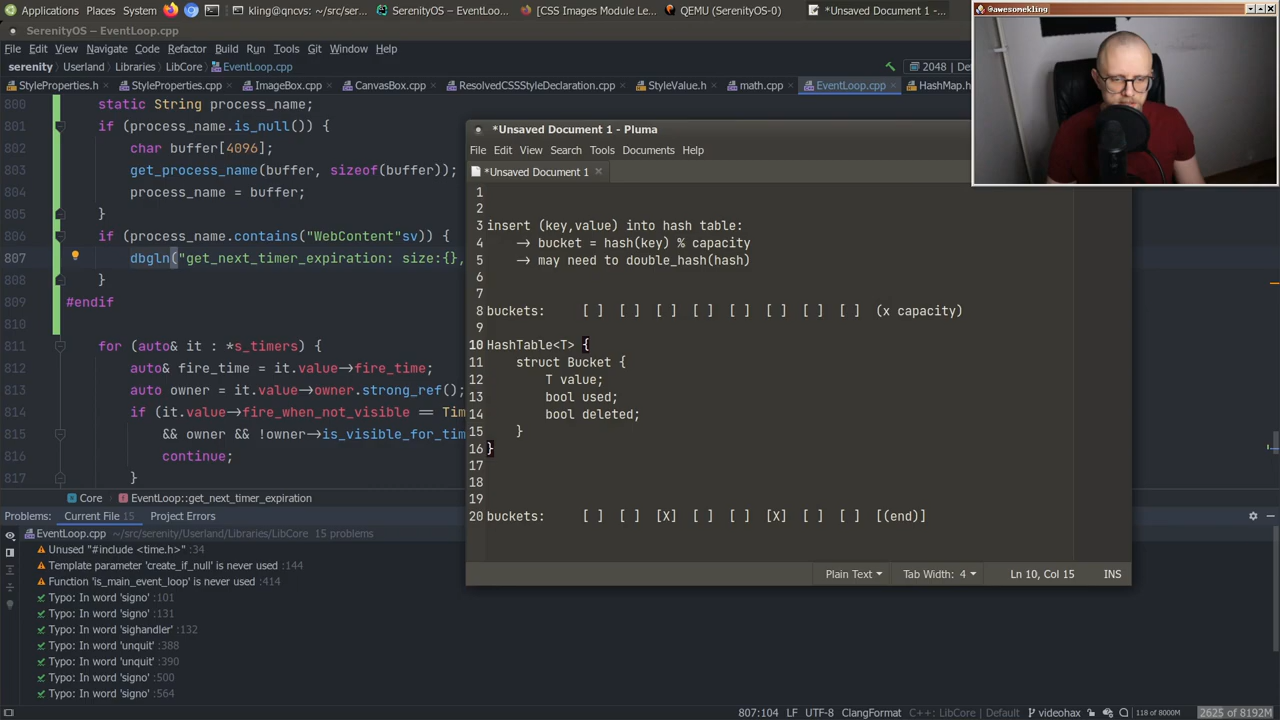 Applications Places System kling@qncvs: ~/src/ser… SerenityOS — EventLoo… [CSS Images Module Le… QEMU (SerenityOS-0) *Unsaved Document 1 -…
@awesomekling
SerenityOS – EventLoop.cpp
File Edit View Navigate Code Refactor Build Run Tools Git Window Help
serenity Userland Libraries LibCore EventLoop.cpp 2048 | De
StyleProperties.h StyleProperties.cpp ImageBox.cpp CanvasBox.cpp ResolvedCSSStyleDeclaration.cpp StyleValue.h math.cpp EventLoop.cpp HashMap.h
800 static String process_name;
801 if (process_name.is_null()) {
802 char buffer[4096];
803 get_process_name(buffer, sizeof(buffer));
804 process_name = buffer;
805 }
806 if (process_name.contains("WebContent"sv)) {
807 dbgln("get_next_timer_expiration: size:{},
808 }
809 #endif
810
811 for (auto& it : *s_timers) {
812 auto& fire_time = it.value→fire_time;
813 auto owner = it.value→owner.strong_ref();
814 if (it.value→fire_when_not_visible == Tim
815 && owner && !owner→is_visible_for_tim
816 continue;
817 }
Core EventLoop::get_next_timer_expiration
*Unsaved Document 1 - Pluma
File Edit View Search Tools Documents Help
*Unsaved Document 1
1
2
3 insert (key,value) into hash table:
4 → bucket = hash(key) % capacity
5 → may need to double_hash(hash)
6
7
8 buckets: [ ] [ ] [ ] [ ] [ ] [ ] [ ] [ ] (x capacity)
9
10 HashTable<T> {
11 struct Bucket {
12 T value;
13 bool used;
14 bool deleted;
15 }
16 }
17
18
19
20 buckets: [ ] [ ] [X] [ ] [ ] [X] [ ] [ ] [(end)]
Plain Text Tab Width: 4 Ln 10, Col 15 INS
Problems: Current File 15 Project Errors
EventLoop.cpp ~/src/serenity/Userland/Libraries/LibCore 15 problems
Unused "#include <time.h>" :34
Template parameter 'create_if_null' is never used :144
Function 'is_main_event_loop' is never used :414
Typo: In word 'signo' :101
Typo: In word 'signo' :131
Typo: In word 'sighandler' :132
Typo: In word 'unquit' :388
Typo: In word 'unquit' :390
Typo: In word 'signo' :500
Typo: In word 'signo' :564
807:104 LF UTF-8 ClangFormat C++: LibCore | Default videohax 118 of 8000M 2625 of 8192M